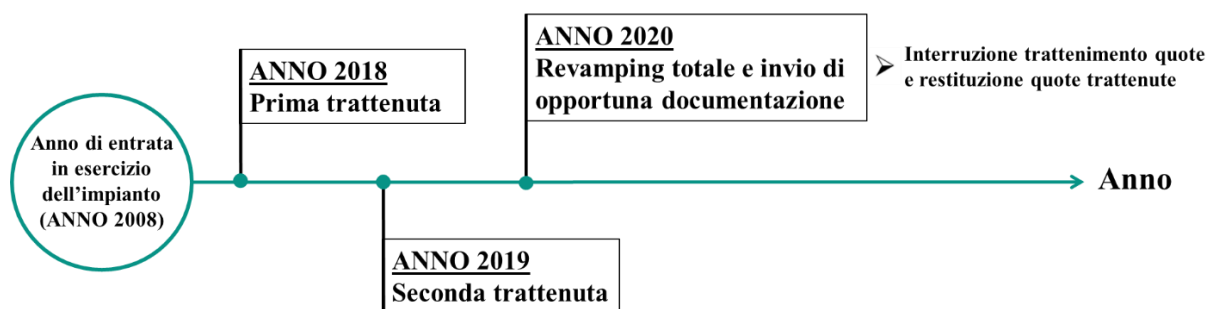 Anno di entrata
in esercizio
dell’impianto
(ANNO 2008)
ANNO 2018
Prima trattenuta
ANNO 2019
Seconda trattenuta
ANNO 2020
Revamping totale e invio di
opportuna documentazione
➢ Interruzione trattenimento quote
e restituzione quote trattenute
Anno